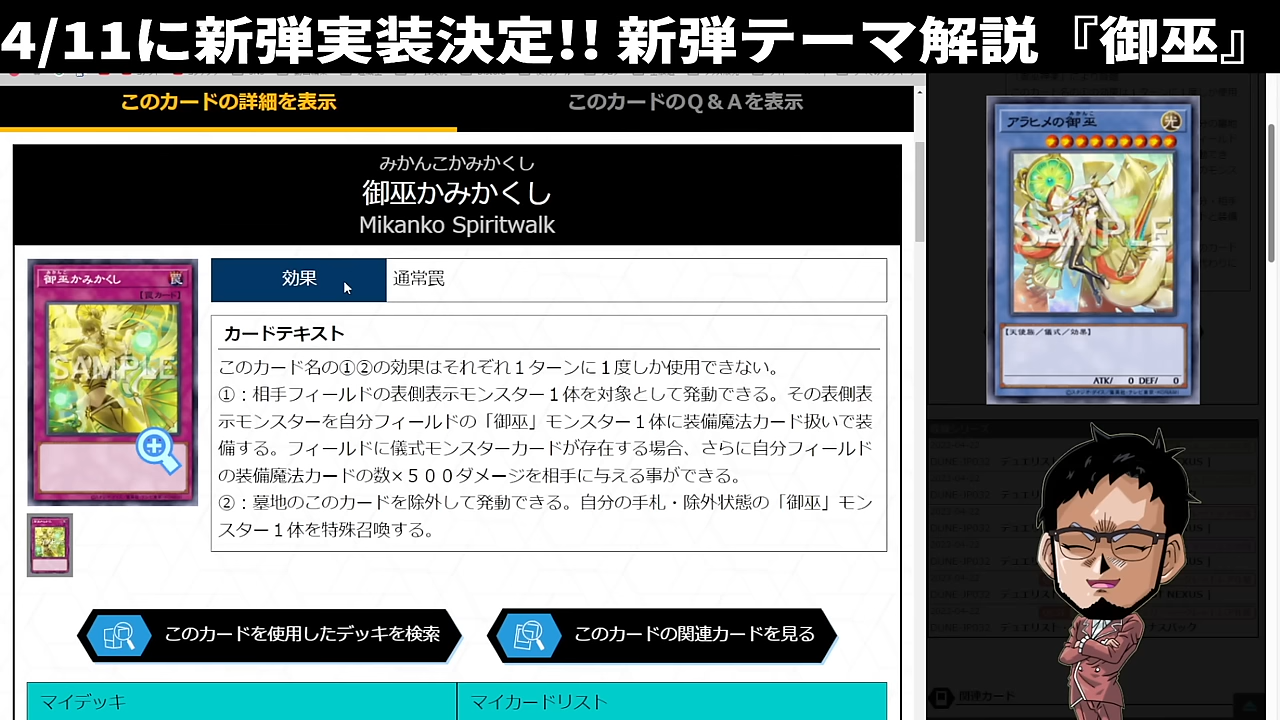 4/11に新弾実装決定!! 新弾テーマ解説『御巫』
このカードの詳細を表示
このカードのQ&Aを表示
みかんこかみかくし
御巫かみかくし
Mikanko Spiritwalk
御巫かみかくし
罠
【罠カード】
SAMPLE
効果
通常罠
カードテキスト
このカード名の①②の効果はそれぞれ１ターンに１度しか使用できない。
①：相手フィールドの表側表示モンスター１体を対象として発動できる。その表側表
示モンスターを自分フィールドの「御巫」モンスター１体に装備魔法カード扱いで装
備する。フィールドに儀式モンスターカードが存在する場合、さらに自分フィールド
の装備魔法カードの数×５００ダメージを相手に与える事ができる。
②：墓地のこのカードを除外して発動できる。自分の手札・除外状態の「御巫」モン
スター１体を特殊召喚する。
このカードを使用したデッキを検索
このカードの関連カードを見る
マイデッキ
マイカードリスト
アラヒメの御巫
みかんこ
光
SAMPLE
【天使族／儀式／効果】
ATK/ 0 DEF/ 0
関連カード